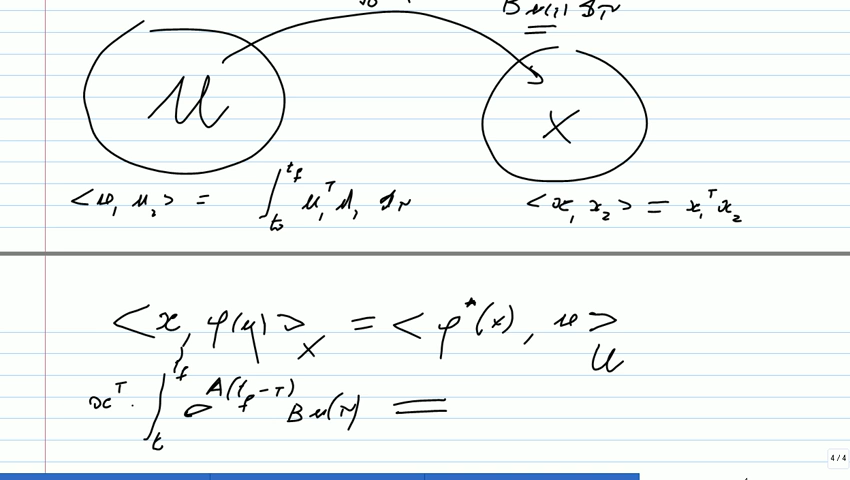 B u(τ) dτ
U
X
< u₁, u₂ > = ∫_{t₀}^{t_f} u₁ᵀ u₂ dτ
< x₁, x₂ > = x₁ᵀ x₂
< x, φ(u) >_X = < φ*(x), u >_U
xᵀ · ∫_t^{t_f} e^{A(t_f - τ)} B u(τ) =
4 / 4